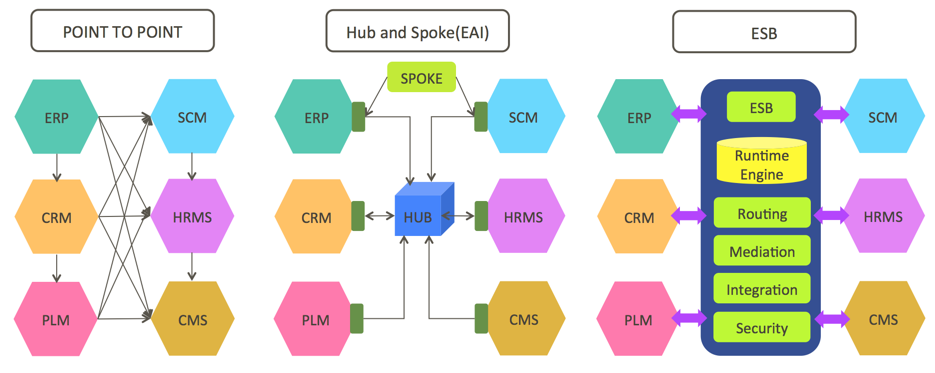 POINT TO POINT
ERP
SCM
CRM
HRMS
PLM
CMS
Hub and Spoke(EAI)
SPOKE
ERP
SCM
CRM
HUB
HRMS
PLM
CMS
ESB
ERP
ESB
SCM
Runtime
Engine
CRM
Routing
HRMS
Mediation
Integration
PLM
Security
CMS